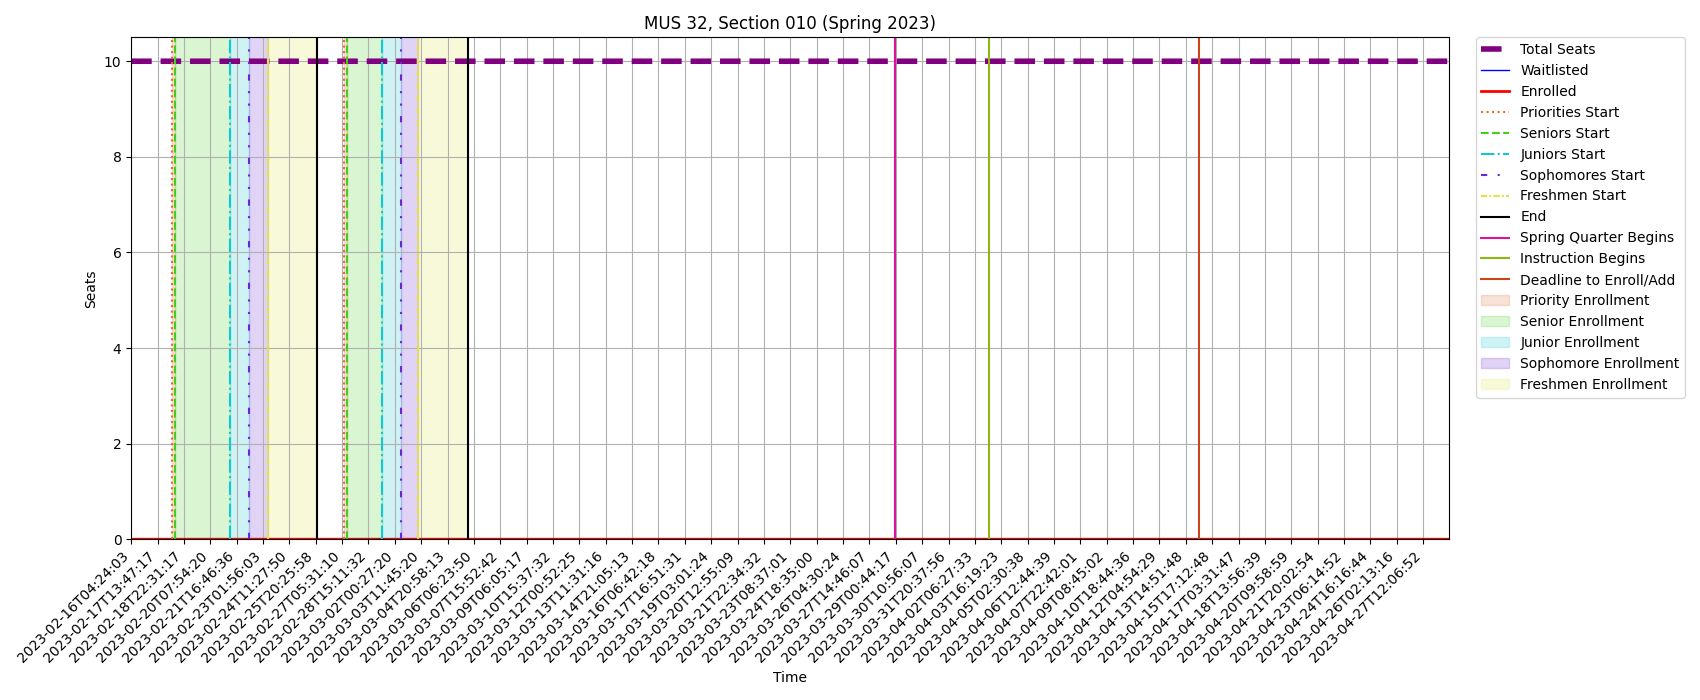 MUS 32, Section 010 (Spring 2023)
10
8
6
4
2
0
Seats
2023-02-16T04:24:03
2023-02-17T13:47:17
2023-02-18T22:31:17
2023-02-20T07:54:20
2023-02-21T16:46:36
2023-02-23T01:56:03
2023-02-24T11:27:50
2023-02-25T20:25:58
2023-02-27T05:31:10
2023-02-28T15:11:32
2023-03-02T00:27:20
2023-03-03T11:45:20
2023-03-04T20:58:13
2023-03-06T06:23:50
2023-03-07T15:52:42
2023-03-09T06:05:17
2023-03-10T15:37:32
2023-03-12T00:52:25
2023-03-13T11:31:16
2023-03-14T21:05:13
2023-03-16T06:42:18
2023-03-17T16:51:31
2023-03-19T03:01:24
2023-03-20T12:55:09
2023-03-21T22:34:32
2023-03-23T08:37:01
2023-03-24T18:35:00
2023-03-26T04:30:24
2023-03-27T14:46:07
2023-03-29T00:44:17
2023-03-30T10:56:07
2023-03-31T20:37:56
2023-04-02T06:27:33
2023-04-03T16:19:23
2023-04-05T02:30:38
2023-04-06T12:44:39
2023-04-07T22:42:01
2023-04-09T08:45:02
2023-04-10T18:44:36
2023-04-12T04:54:29
2023-04-13T14:51:48
2023-04-15T17:12:48
2023-04-17T03:31:47
2023-04-18T13:56:39
2023-04-20T09:58:59
2023-04-21T20:02:54
2023-04-23T06:14:52
2023-04-24T16:16:44
2023-04-26T02:13:16
2023-04-27T12:06:52
Time
Total Seats
Waitlisted
Enrolled
Priorities Start
Seniors Start
Juniors Start
Sophomores Start
Freshmen Start
End
Spring Quarter Begins
Instruction Begins
Deadline to Enroll/Add
Priority Enrollment
Senior Enrollment
Junior Enrollment
Sophomore Enrollment
Freshmen Enrollment